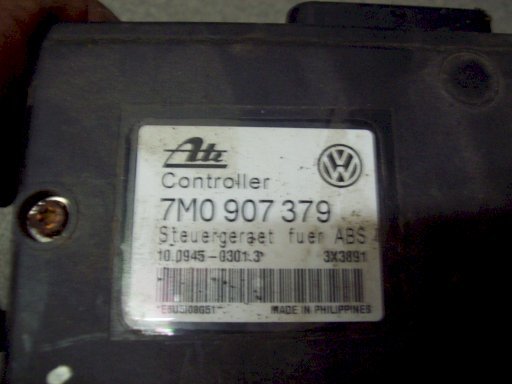 Ate
Controller
7M0 907 379
Steuergeraet fuer ABS
10.0945-0301.3 3X3891
MADE IN PHILIPPINES